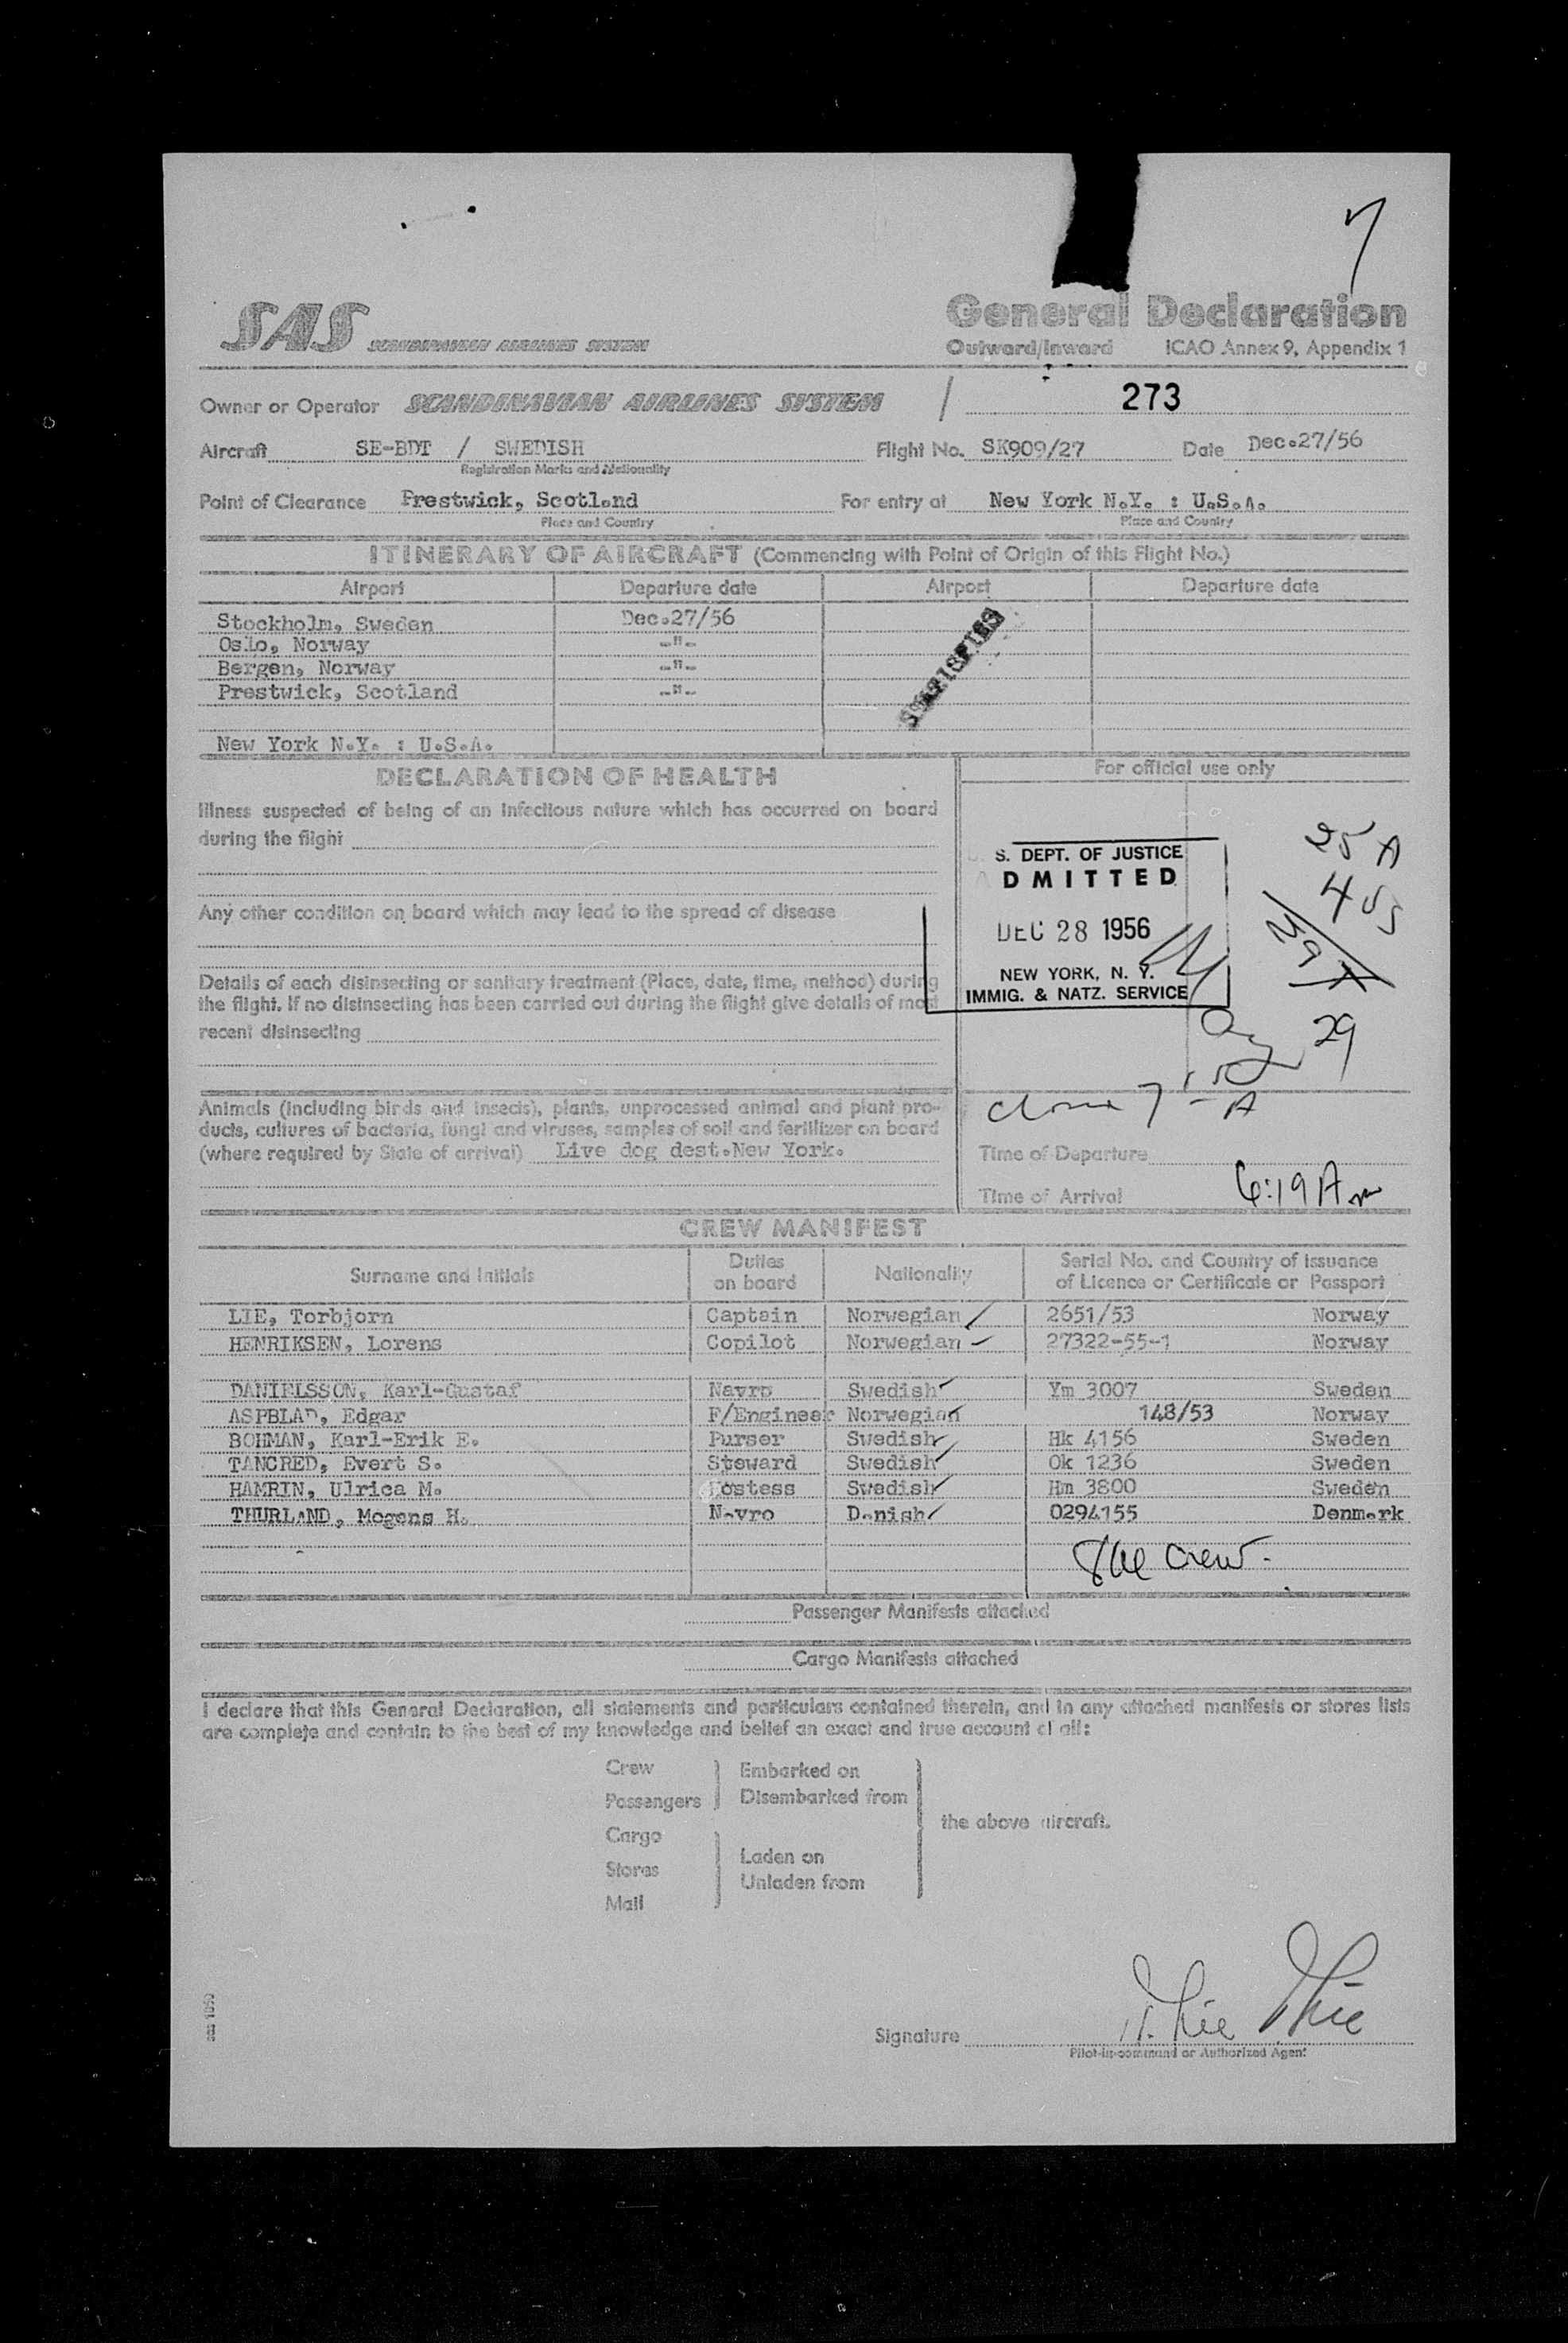 7
SAS SCANDINAVIAN AIRLINES SYSTEM
General Declaration
Outward/Inward ICAO Annex 9, Appendix 1
Owner or Operator SCANDINAVIAN AIRLINES SYSTEM / 273
Aircraft SE-BDT / SWEDISH Flight No. SK909/27 Date Dec.27/56
Registration Marks and Nationality
Point of Clearance Prestwick, Scotland For entry at New York N.Y. : U.S.A.
Place and Country Place and Country
ITINERARY OF AIRCRAFT (Commencing with Point of Origin of this Flight No.)
Airport Departure date Airport Departure date
Stockholm, Sweden Dec.27/56
Oslo, Norway -"-
Bergen, Norway -"-
Prestwick, Scotland -"-
New York N.Y. : U.S.A.
DECLARATION OF HEALTH
Illness suspected of being of an infectious nature which has occurred on board
during the flight
Any other condition on board which may lead to the spread of disease
Details of each disinsecting or sanitary treatment (Place, date, time, method) during
the flight. If no disinsecting has been carried out during the flight give details of most
recent disinsecting
Animals (including birds and insects), plants, unprocessed animal and plant pro-
ducts, cultures of bacteria, fungi and viruses, samples of soil and fertilizer on board
(where required by State of arrival) Live dog dest.New York.
For official use only
U. S. DEPT. OF JUSTICE
ADMITTED
DEC 28 1956
NEW YORK, N. Y.
IMMIG. & NATZ. SERVICE
25 A
4
29
Time of Departure
Time of Arrival 6:19 Am
CREW MANIFEST
Surname and Initials Duties on board Nationality Serial No. and Country of issuance of Licence or Certificate or Passport
LIE, Torbjorn Captain Norwegian 2651/53 Norway
HENRIKSEN, Lorens Copilot Norwegian 27322-55-1 Norway
DANIELSSON, Karl-Gustaf Navro Swedish Ym 3007 Sweden
ASPBLAD, Edgar F/Engineer Norwegian 148/53 Norway
BOHMAN, Karl-Erik E. Purser Swedish Hk 4156 Sweden
TANCRED, Evert S. Steward Swedish Ok 1236 Sweden
HAMRIN, Ulrica M. Hostess Swedish Hm 3800 Sweden
THURLAND, Mogens H. Navro Danish 0294155 Denmark
crew.
Passenger Manifests attached
Cargo Manifests attached
I declare that this General Declaration, all statements and particulars contained therein, and in any attached manifests or stores lists
are complete and contain to the best of my knowledge and belief an exact and true account of all:
Crew
Passengers
Embarked on
Disembarked from
Cargo
Stores
Mail
Laden on
Unladen from
the above aircraft.
Signature
Pilot-in-command or Authorized Agent